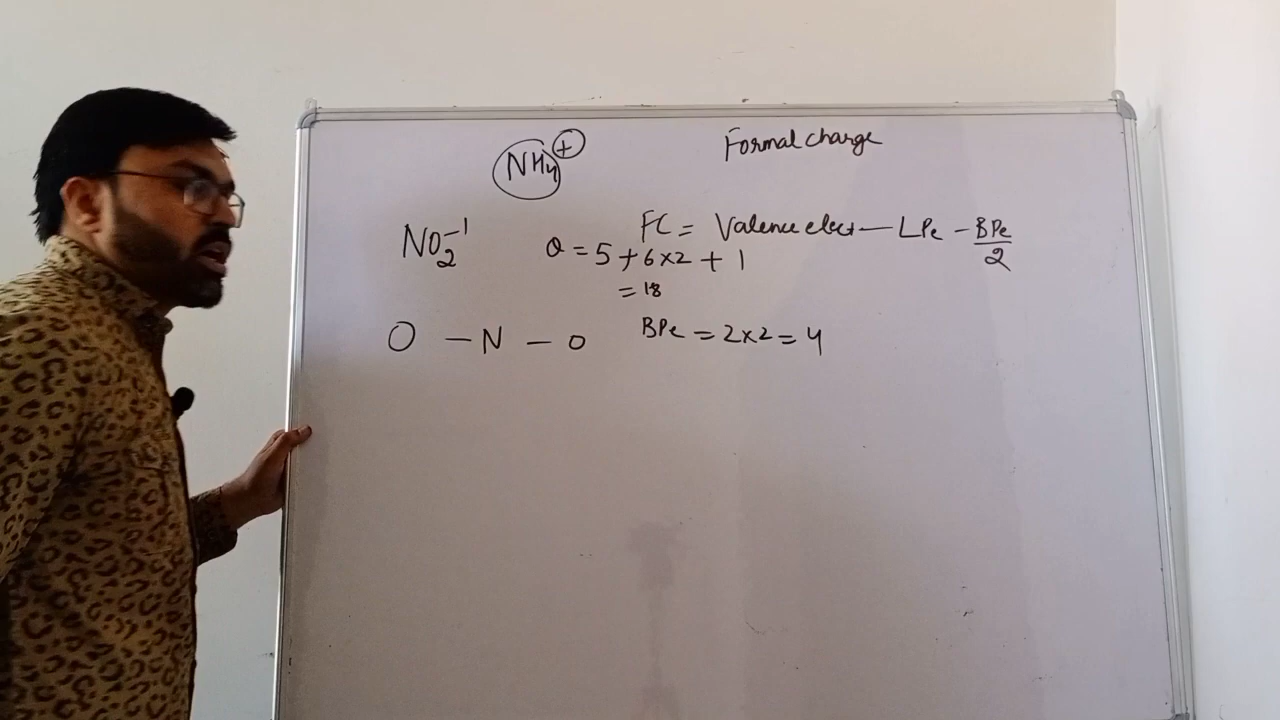 NH4+
Formal charge
NO2-1
FC = Valence elect — LPe - BPe/2
Q = 5 + 6x2 + 1
= 18
O - N - O
BPe = 2x2 = 4